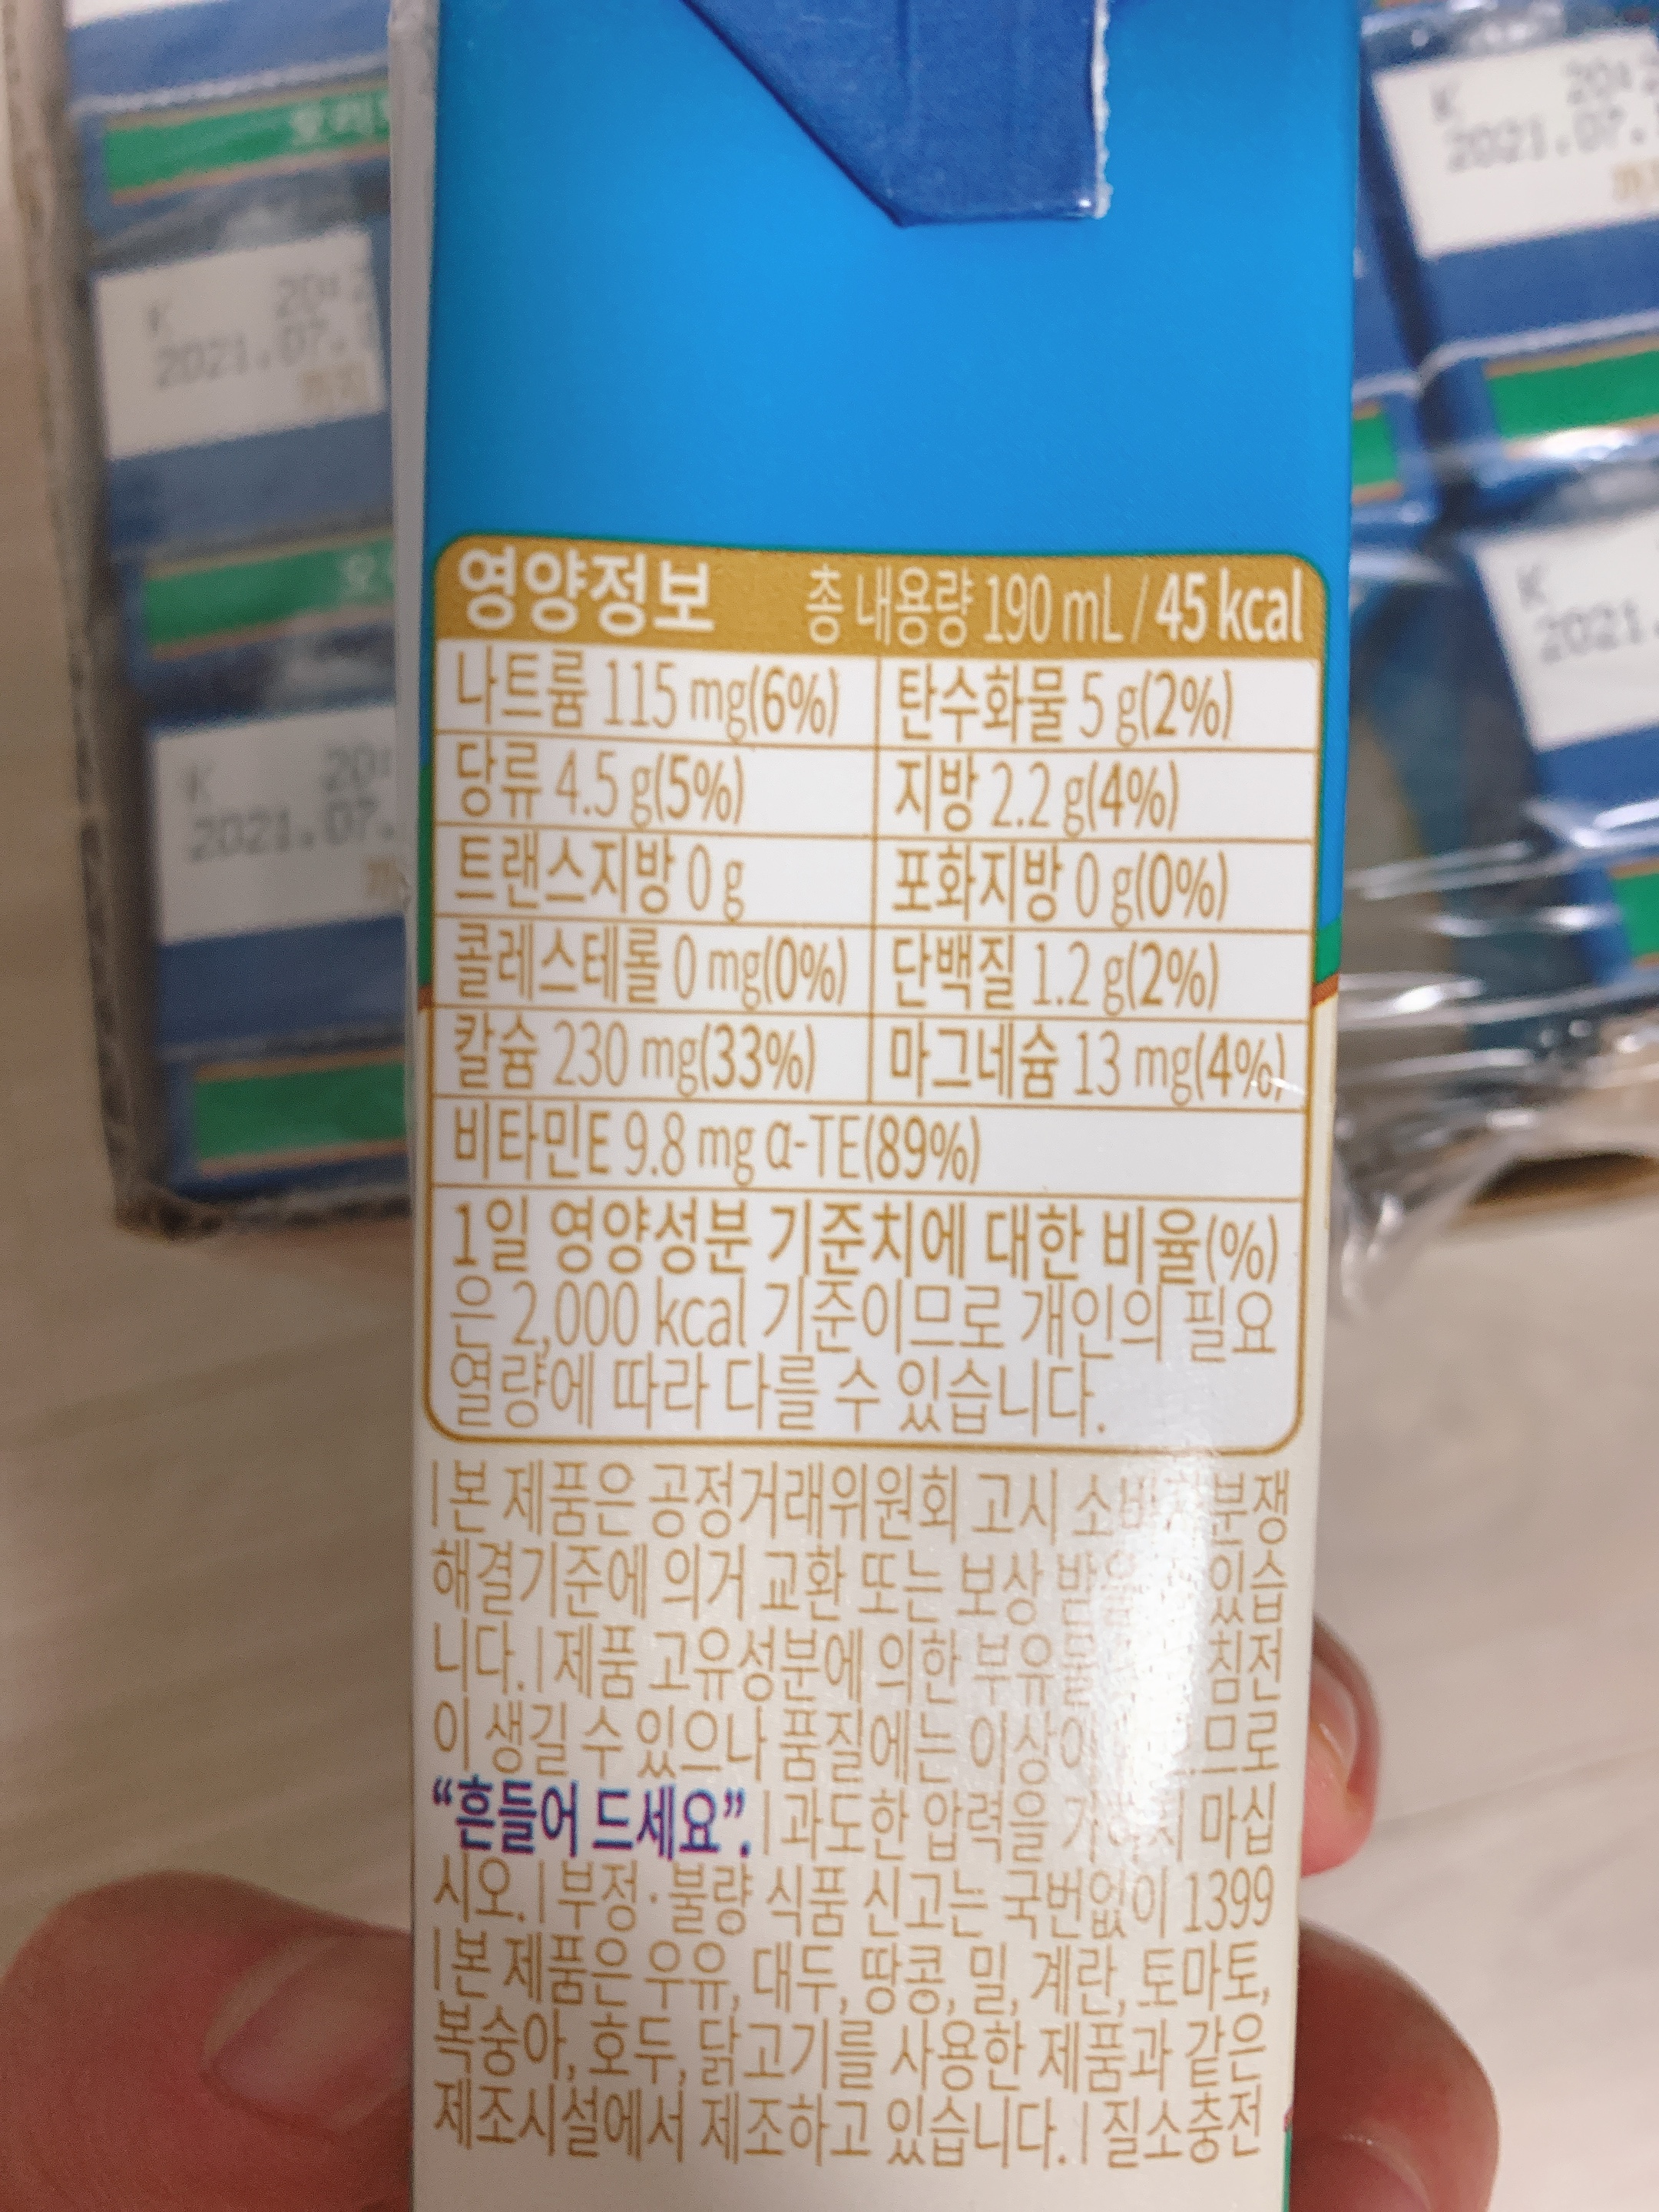 영양정보 총 내용량 190 mL / 45 kcal
나트륨 115 mg(6%) 탄수화물 5 g(2%)
당류 4.5 g(5%) 지방 2.2 g(4%)
트랜스지방 0 g 포화지방 0 g(0%)
콜레스테롤 0 mg(0%) 단백질 1.2 g(2%)
칼슘 230 mg(33%) 마그네슘 13 mg(4%)
비타민E 9.8 mg α-TE(89%)
1일 영양성분 기준치에 대한 비율(%)
은 2,000 kcal 기준이므로 개인의 필요
열량에 따라 다를 수 있습니다.
|본 제품은 공정거래위원회 고시 소비자분쟁
해결기준에 의거 교환 또는 보상 받을 있습
니다.|제품 고유성분에 의한 침전
이 생길 수 있으나 품질에는
“흔들어 드세요”.|과도한 압력을 가하지 마십
시오.|부정·불량 식품 신고는 국번없이 1399
|본 제품은 우유, 대두, 땅콩, 밀, 계란, 토마토,
복숭아, 호두, 닭고기를 사용한 제품과 같은
제조시설에서 제조하고 있습니다.|질소충전
K
2021.07.
까지
K
2021.07.
K
2021.07.
K
2021.